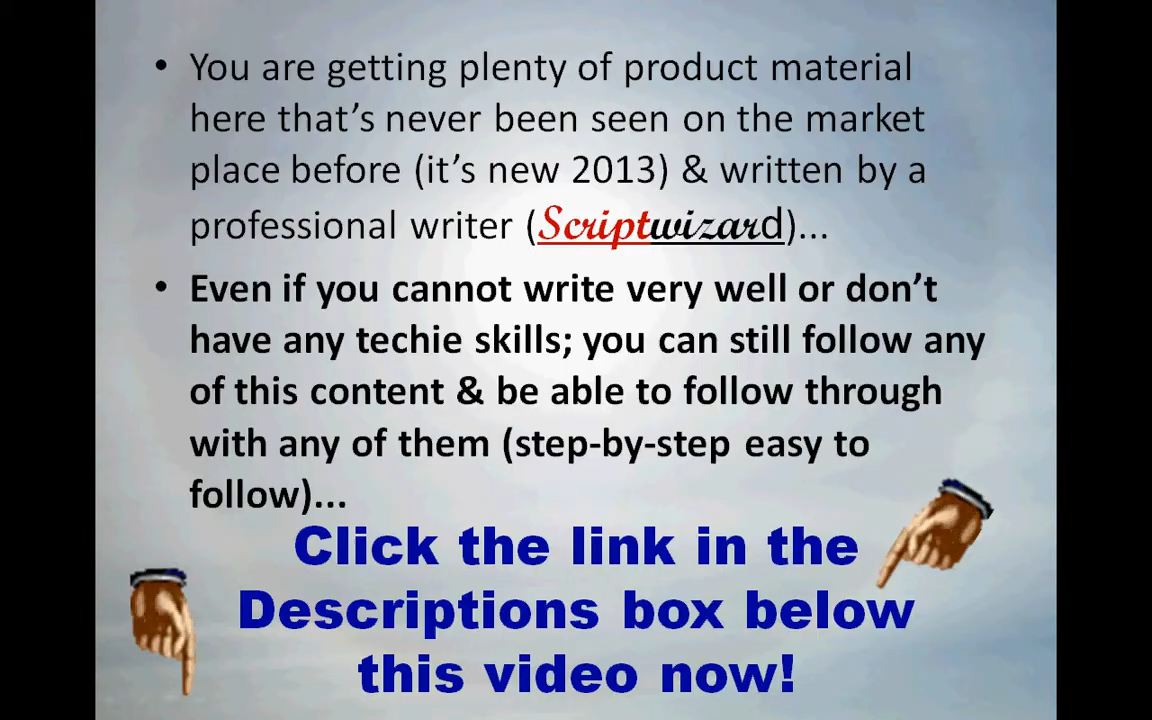 • You are getting plenty of product material
here that’s never been seen on the market
place before (it’s new 2013) & written by a
professional writer (Scriptwizard)...
• Even if you cannot write very well or don’t
have any techie skills; you can still follow any
of this content & be able to follow through
with any of them (step-by-step easy to
follow)...
Click the link in the
Descriptions box below
this video now!